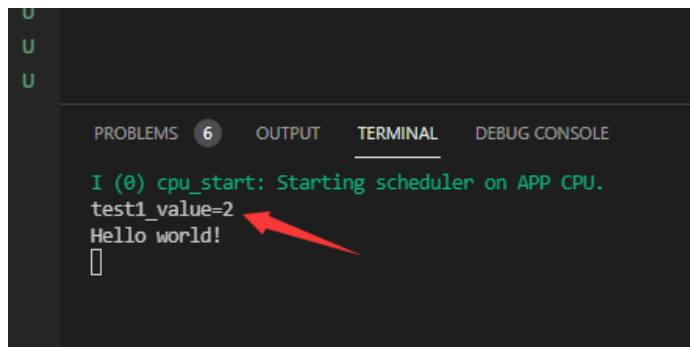 U
U
U
PROBLEMS 6 OUTPUT TERMINAL DEBUG CONSOLE
I (0) cpu_start: Starting scheduler on APP CPU.
test1_value=2
Hello world!